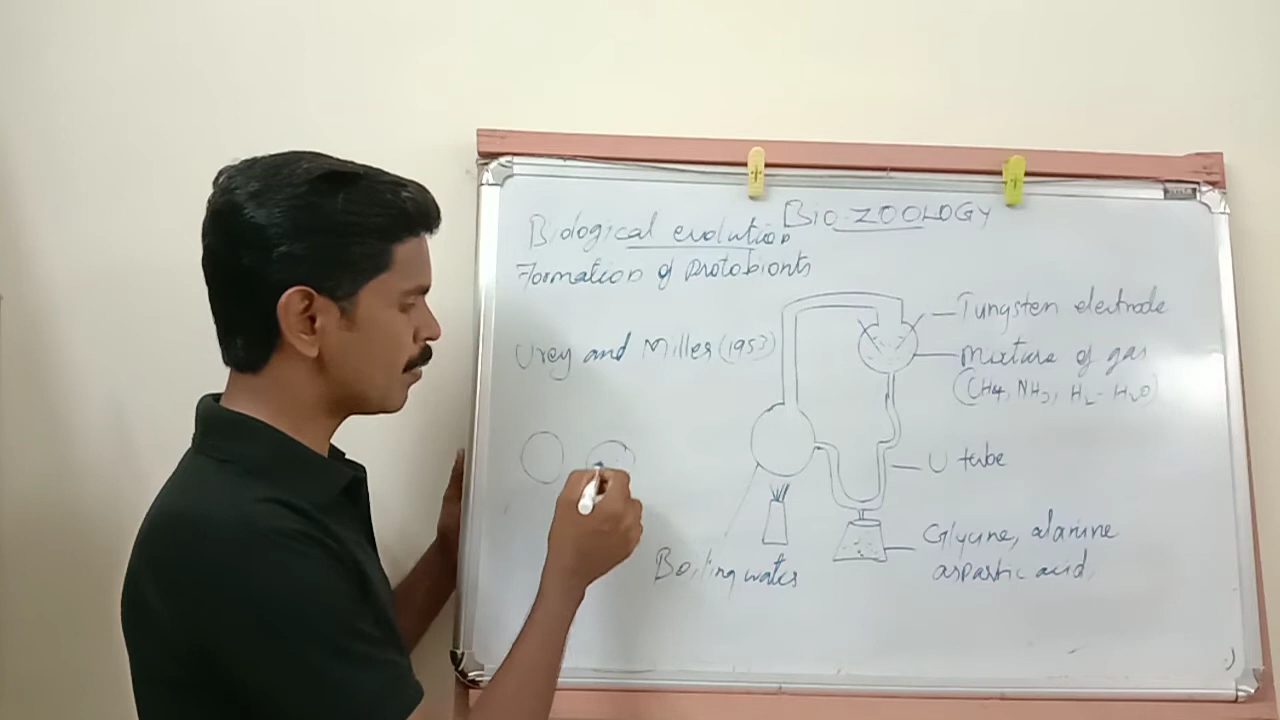 BIO-ZOOLOGY
Biological evolution
Formation of Protobionts
Urey and Miller (1953)
Tungsten electrode
Mixture of gas
(CH4, NH3, H2- H2O)
U tube
Glycine, alanine
aspartic acid,
Boiling water